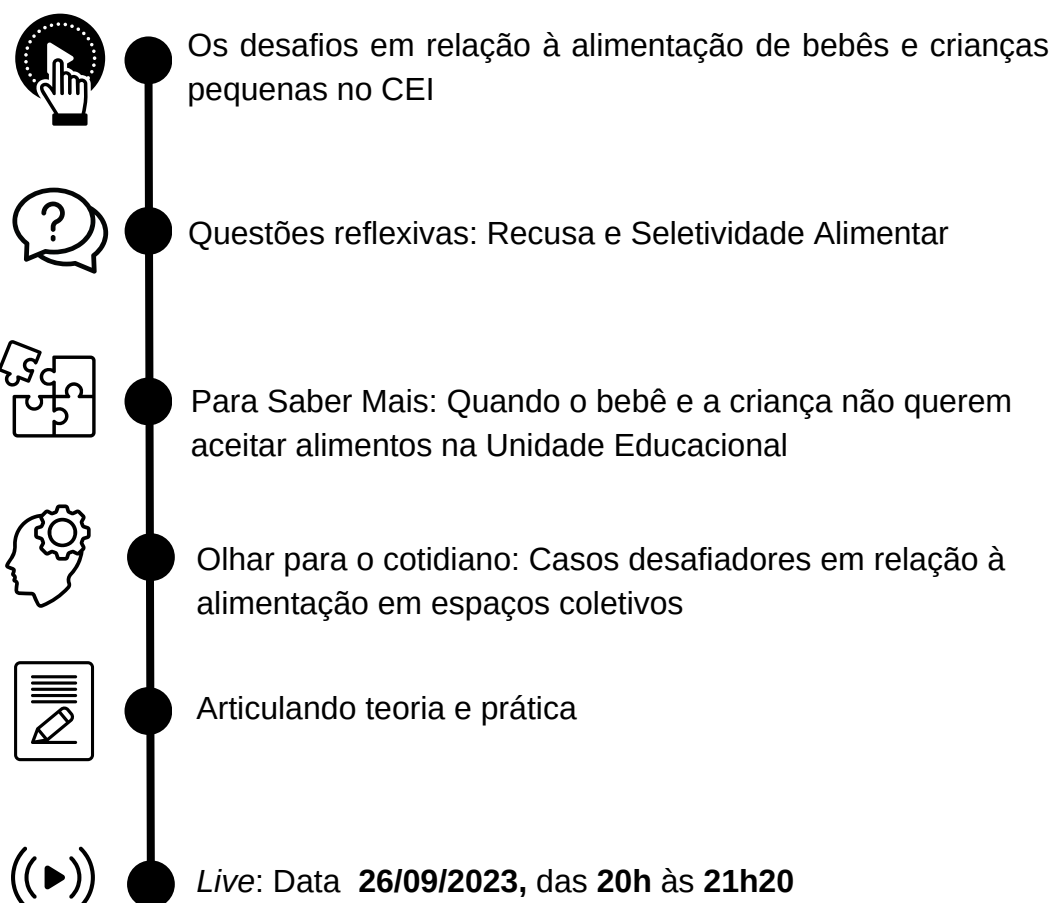 Os desafios em relação à alimentação de bebês e crianças
pequenas no CEI
?
Questões reflexivas: Recusa e Seletividade Alimentar
Para Saber Mais: Quando o bebê e a criança não querem
aceitar alimentos na Unidade Educacional
Olhar para o cotidiano: Casos desafiadores em relação à
alimentação em espaços coletivos
Articulando teoria e prática
Live: Data 26/09/2023, das 20h às 21h20